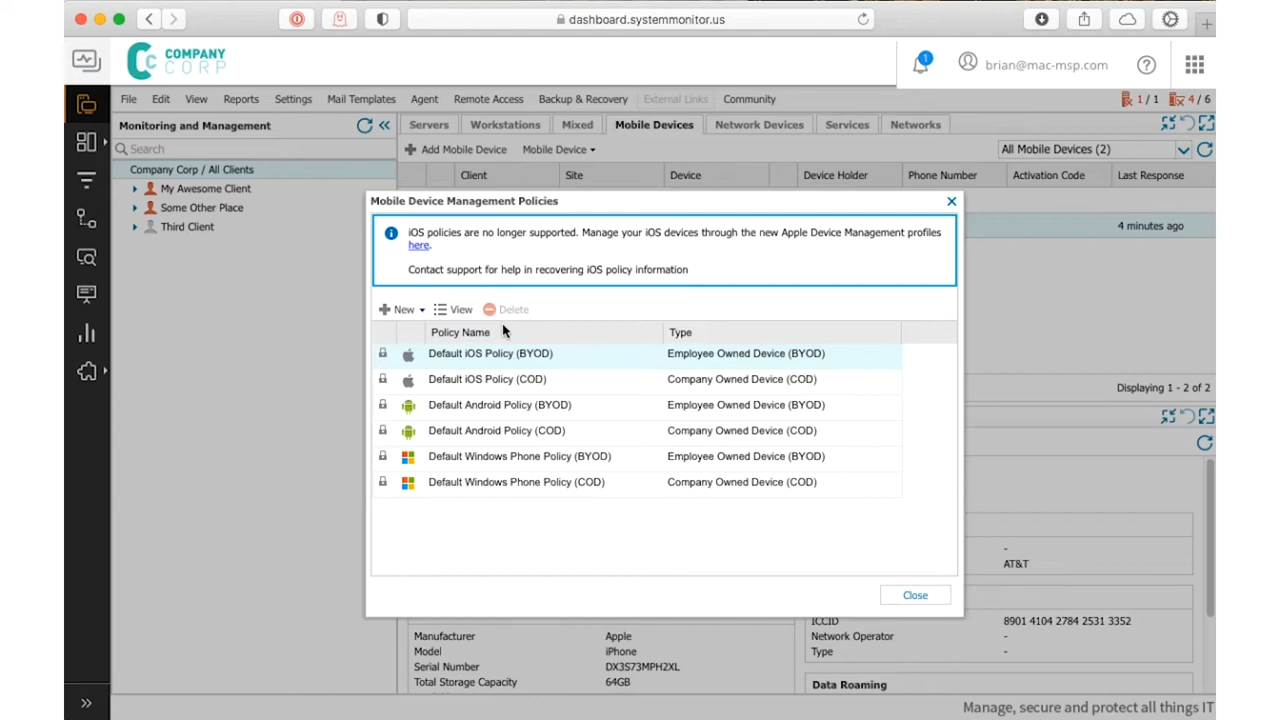 dashboard.systemmonitor.us
COMPANY
CORP
1
brian@mac-msp.com
File Edit View Reports Settings Mail Templates Agent Remote Access Backup & Recovery External Links Community
1 / 1 4 / 6
Monitoring and Management
Servers Workstations Mixed Mobile Devices Network Devices Services Networks
Search
Add Mobile Device Mobile Device All Mobile Devices (2)
Company Corp / All Clients
Client Site Device Device Holder Phone Number Activation Code Last Response
My Awesome Client
Some Other Place
Third Client
4 minutes ago
Mobile Device Management Policies
iOS policies are no longer supported. Manage your iOS devices through the new Apple Device Management profiles
here.
Contact support for help in recovering iOS policy information
New View Delete
Policy Name Type
Default iOS Policy (BYOD) Employee Owned Device (BYOD)
Default iOS Policy (COD) Company Owned Device (COD)
Default Android Policy (BYOD) Employee Owned Device (BYOD)
Default Android Policy (COD) Company Owned Device (COD)
Default Windows Phone Policy (BYOD) Employee Owned Device (BYOD)
Default Windows Phone Policy (COD) Company Owned Device (COD)
Close
Displaying 1 - 2 of 2
-
AT&T
ICCID 8901 4104 2784 2531 3352
Network Operator -
Type -
Manufacturer Apple
Model iPhone
Serial Number DX3S73MPH2XL
Total Storage Capacity 64GB
Data Roaming
Manage, secure and protect all things IT